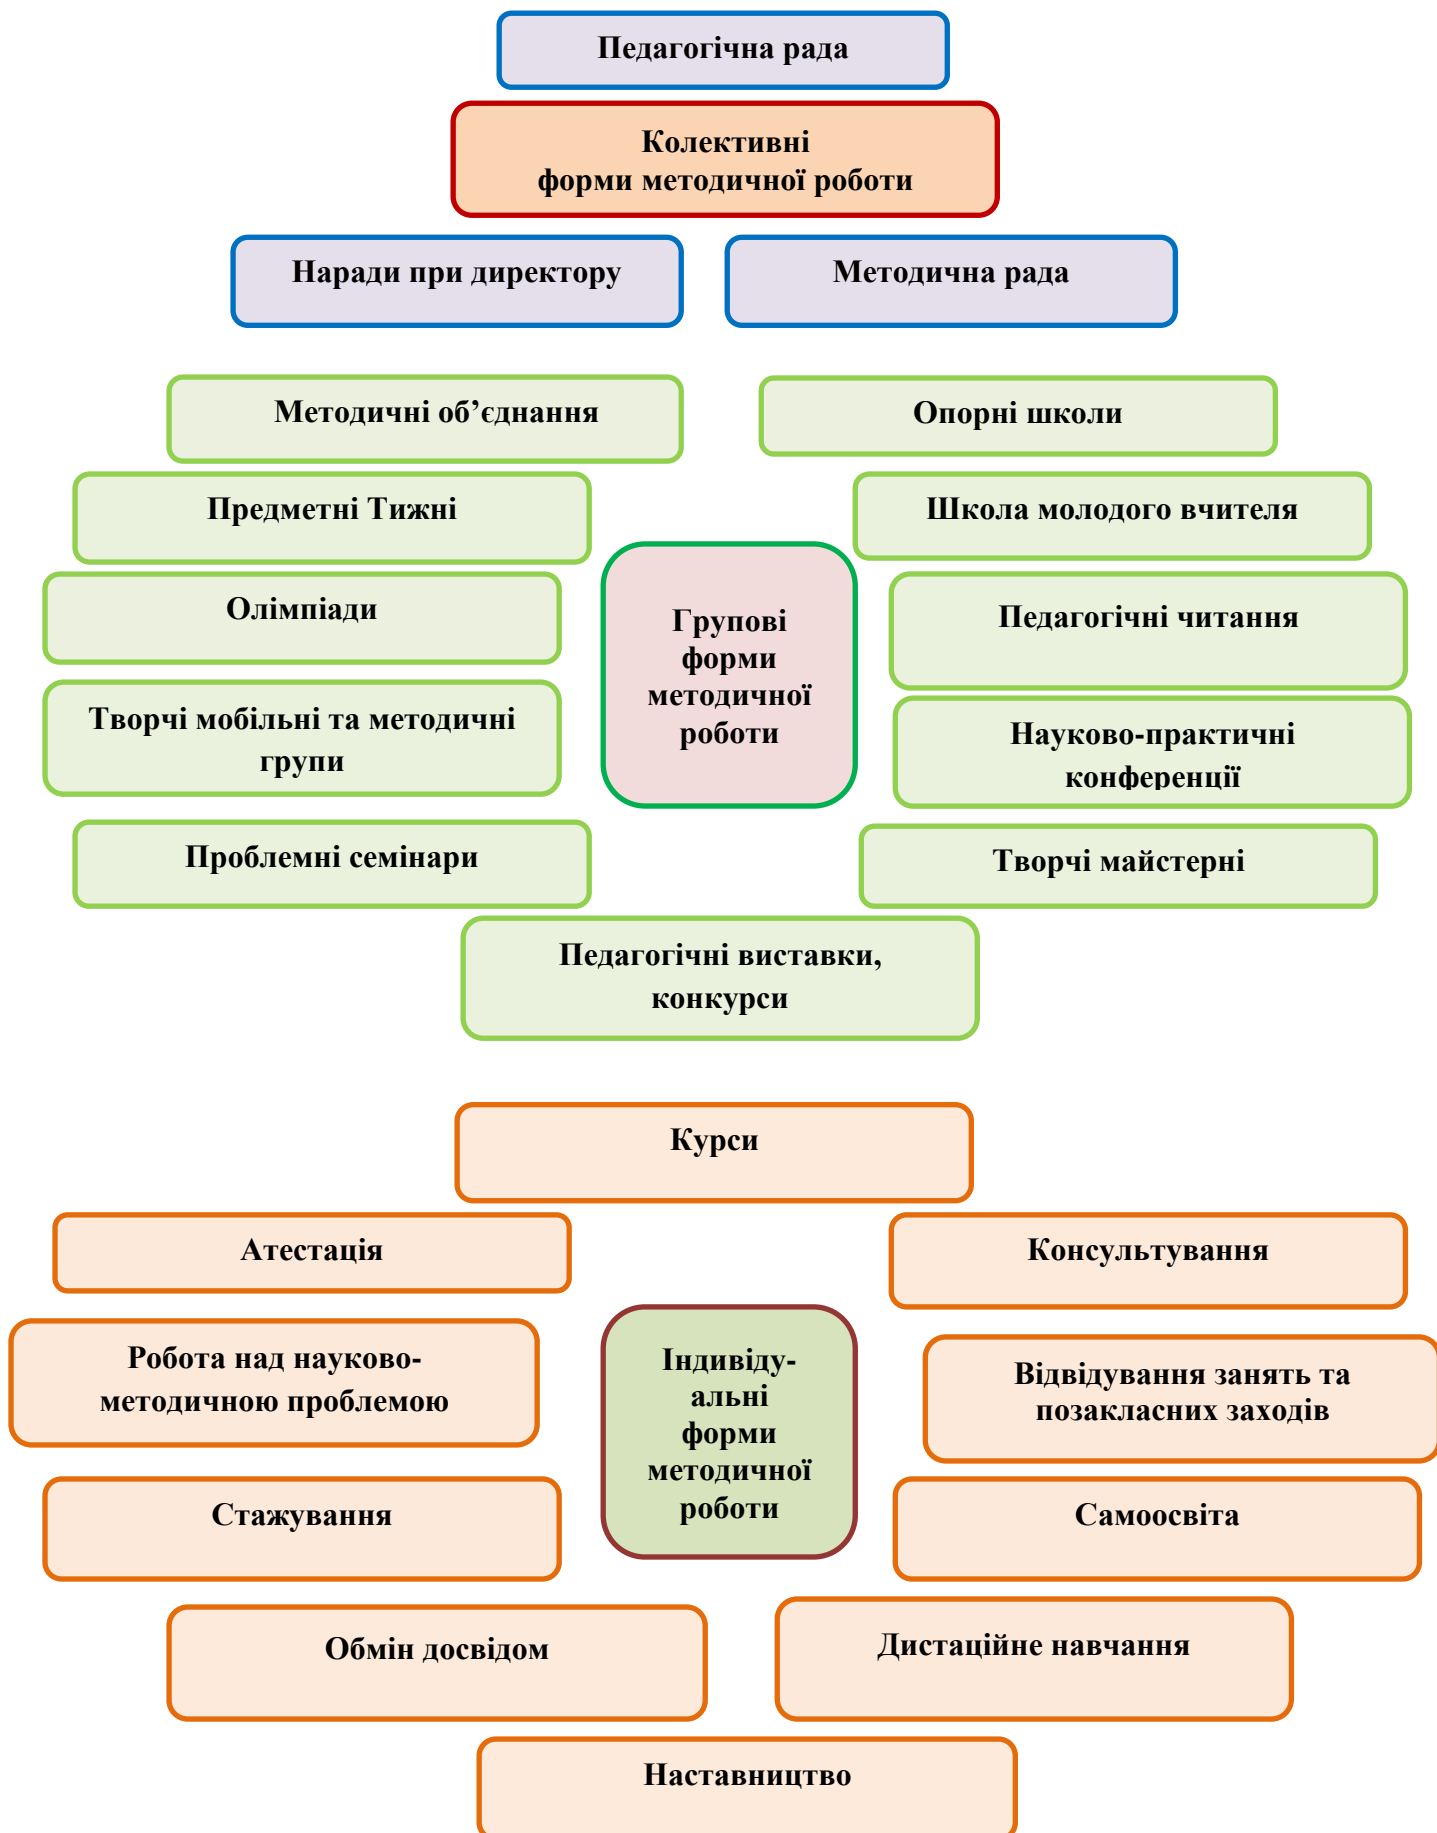 Педагогічна рада
Колективні
форми методичної роботи
Наради при директору
Методична рада
Методичні об’єднання
Опорні школи
Предметні Тижні
Школа молодого вчителя
Олімпіади
Педагогічні читання
Групові
форми
методичної
роботи
Творчі мобільні та методичні
групи
Науково-практичні
конференції
Проблемні семінари
Творчі майстерні
Педагогічні виставки,
конкурси
Курси
Атестація
Консультування
Робота над науково-
методичною проблемою
Індивіду-
альні
форми
методичної
роботи
Відвідування занять та
позакласних заходів
Стажування
Самоосвіта
Обмін досвідом
Дистаційне навчання
Наставництво